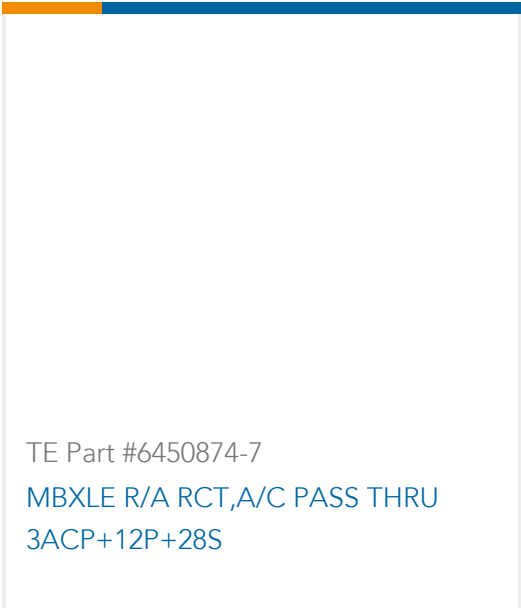 TE Part #6450874-7
MBXLE R/A RCT,A/C PASS THRU
3ACP+12P+28S